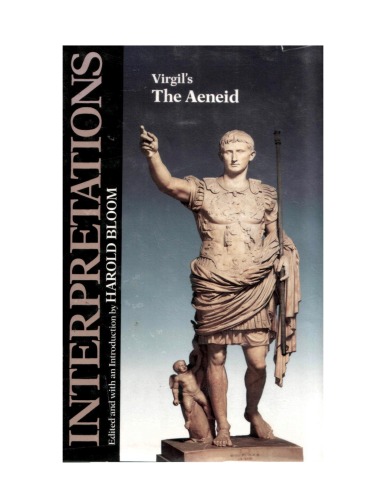 INTERPRETATIONS
Edited and with an Introduction by HAROLD BLOOM
Virgil's
The Aeneid